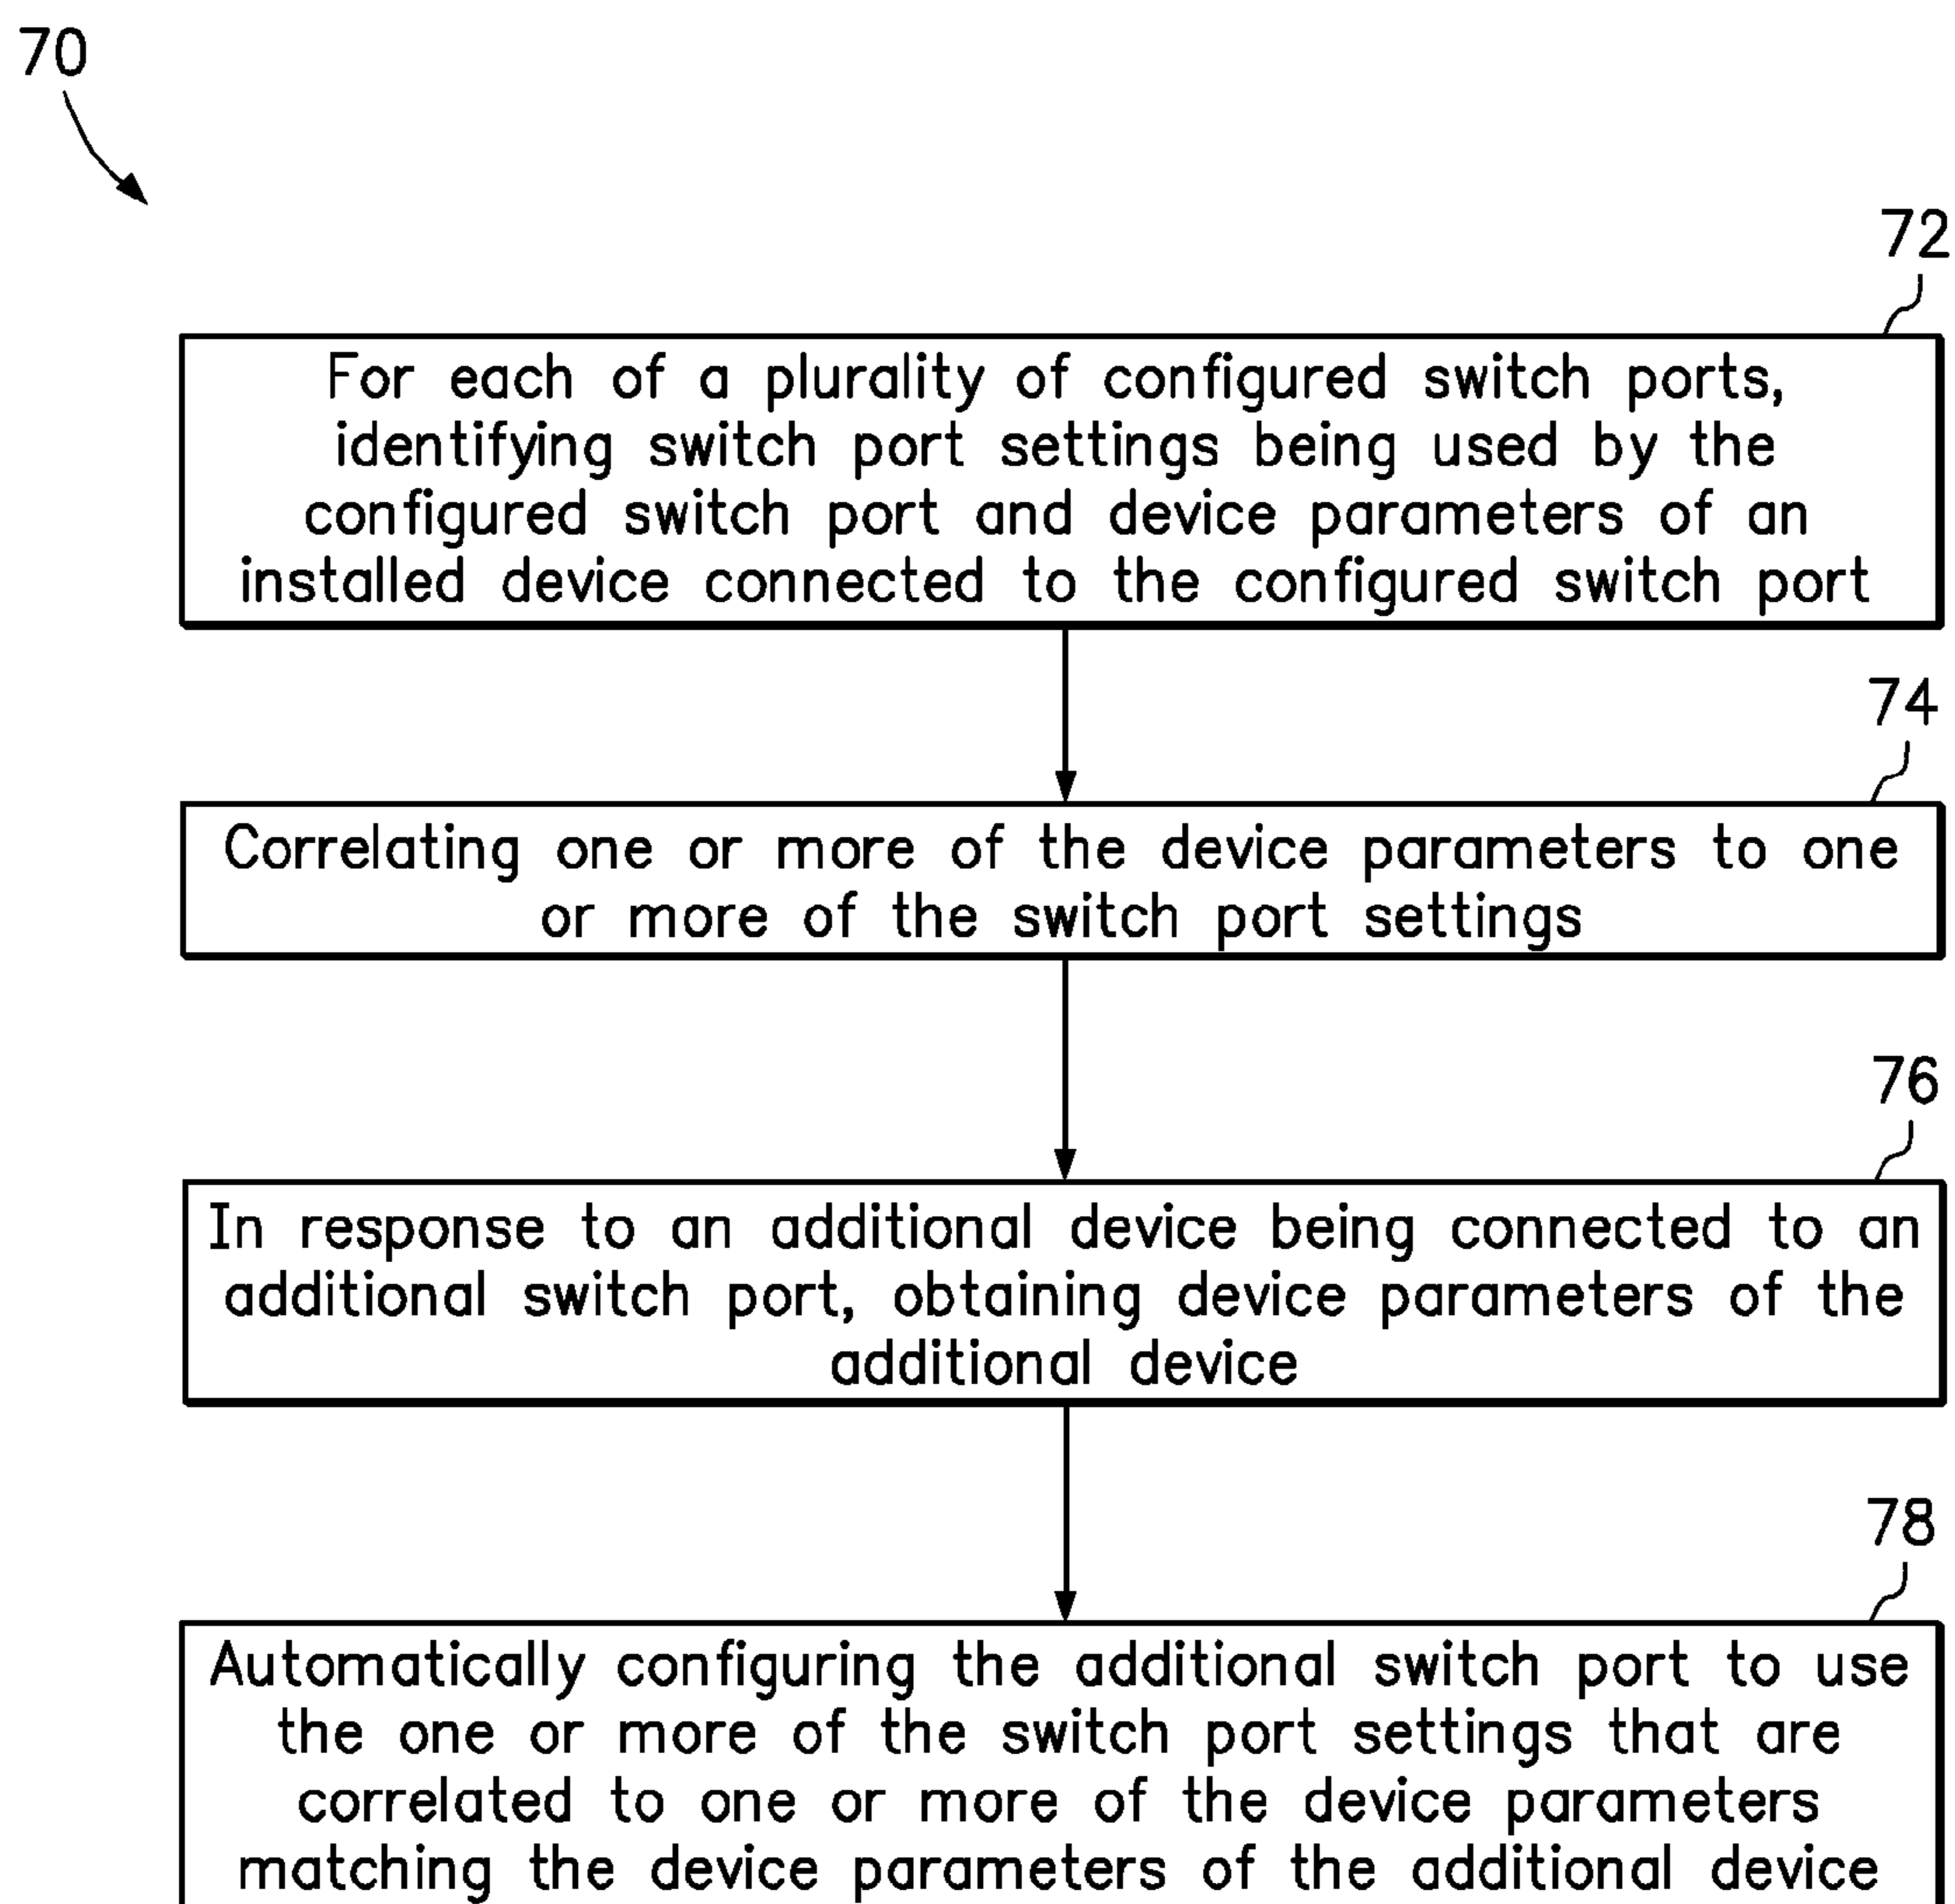 70
72
For each of a plurality of configured switch ports,
identifying switch port settings being used by the
configured switch port and device parameters of an
installed device connected to the configured switch port
74
Correlating one or more of the device parameters to one
or more of the switch port settings
76
In response to an additional device being connected to an
additional switch port, obtaining device parameters of the
additional device
78
Automatically configuring the additional switch port to use
the one or more of the switch port settings that are
correlated to one or more of the device parameters
matching the device parameters of the additional device